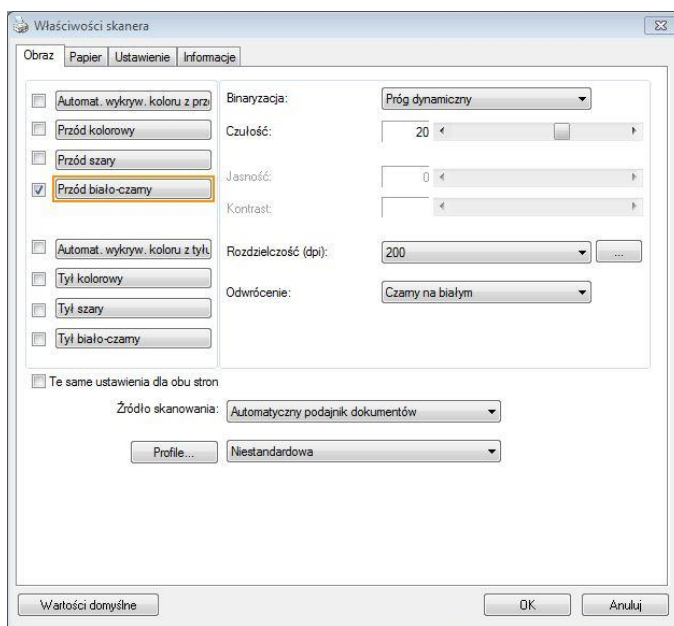 Właściwości skanera
Obraz Papier Ustawienie Informacje
Automat. wykryw. koloru z prz
Przód kolorowy
Przód szary
Przód biało-czarny
Automat. wykryw. koloru z tyłu
Tył kolorowy
Tył szary
Tył biało-czarny
Binaryzacja: Próg dynamiczny
Czułość: 20
Jasność: 0
Kontrast:
Rozdzielczość (dpi): 200 ...
Odwrócenie: Czarny na białym
Te same ustawienia dla obu stron
Źródło skanowania: Automatyczny podajnik dokumentów
Profile... Niestandardowa
Wartości domyślne OK Anuluj